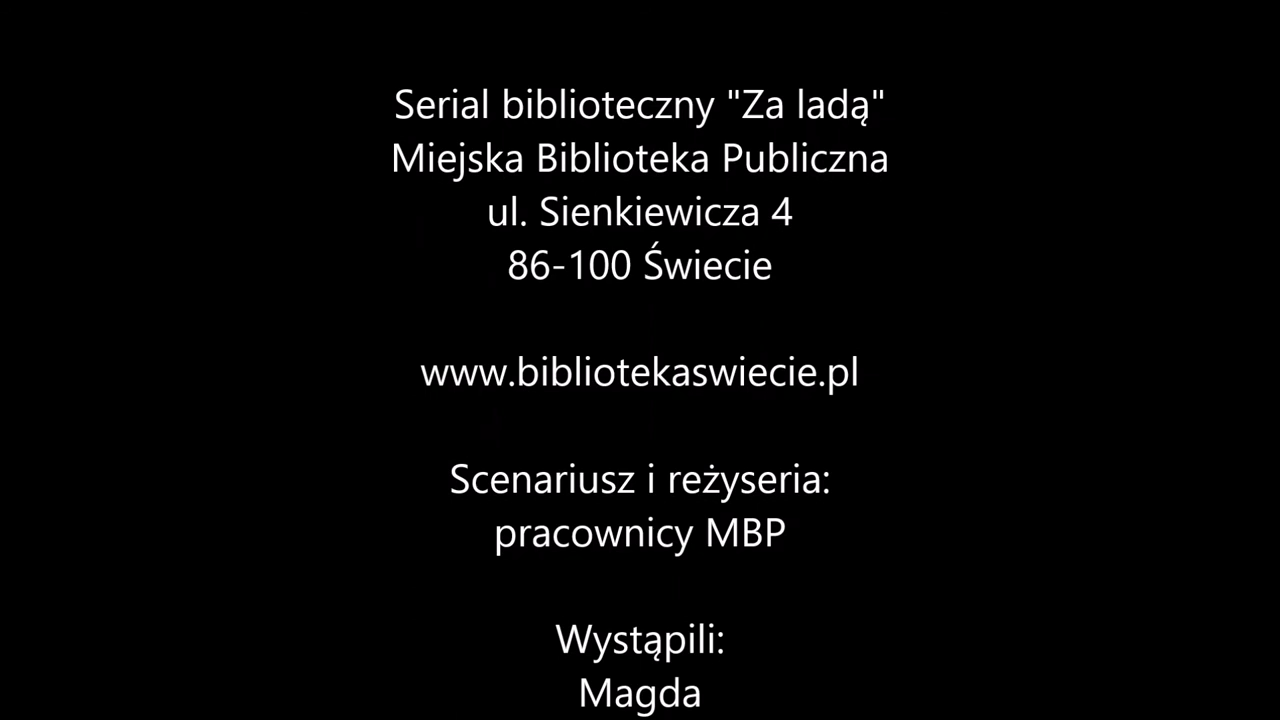 Serial biblioteczny "Za ladą"
Miejska Biblioteka Publiczna
ul. Sienkiewicza 4
86-100 Świecie
www.bibliotekaswiecie.pl
Scenariusz i reżyseria:
pracownicy MBP
Wystąpili:
Magda